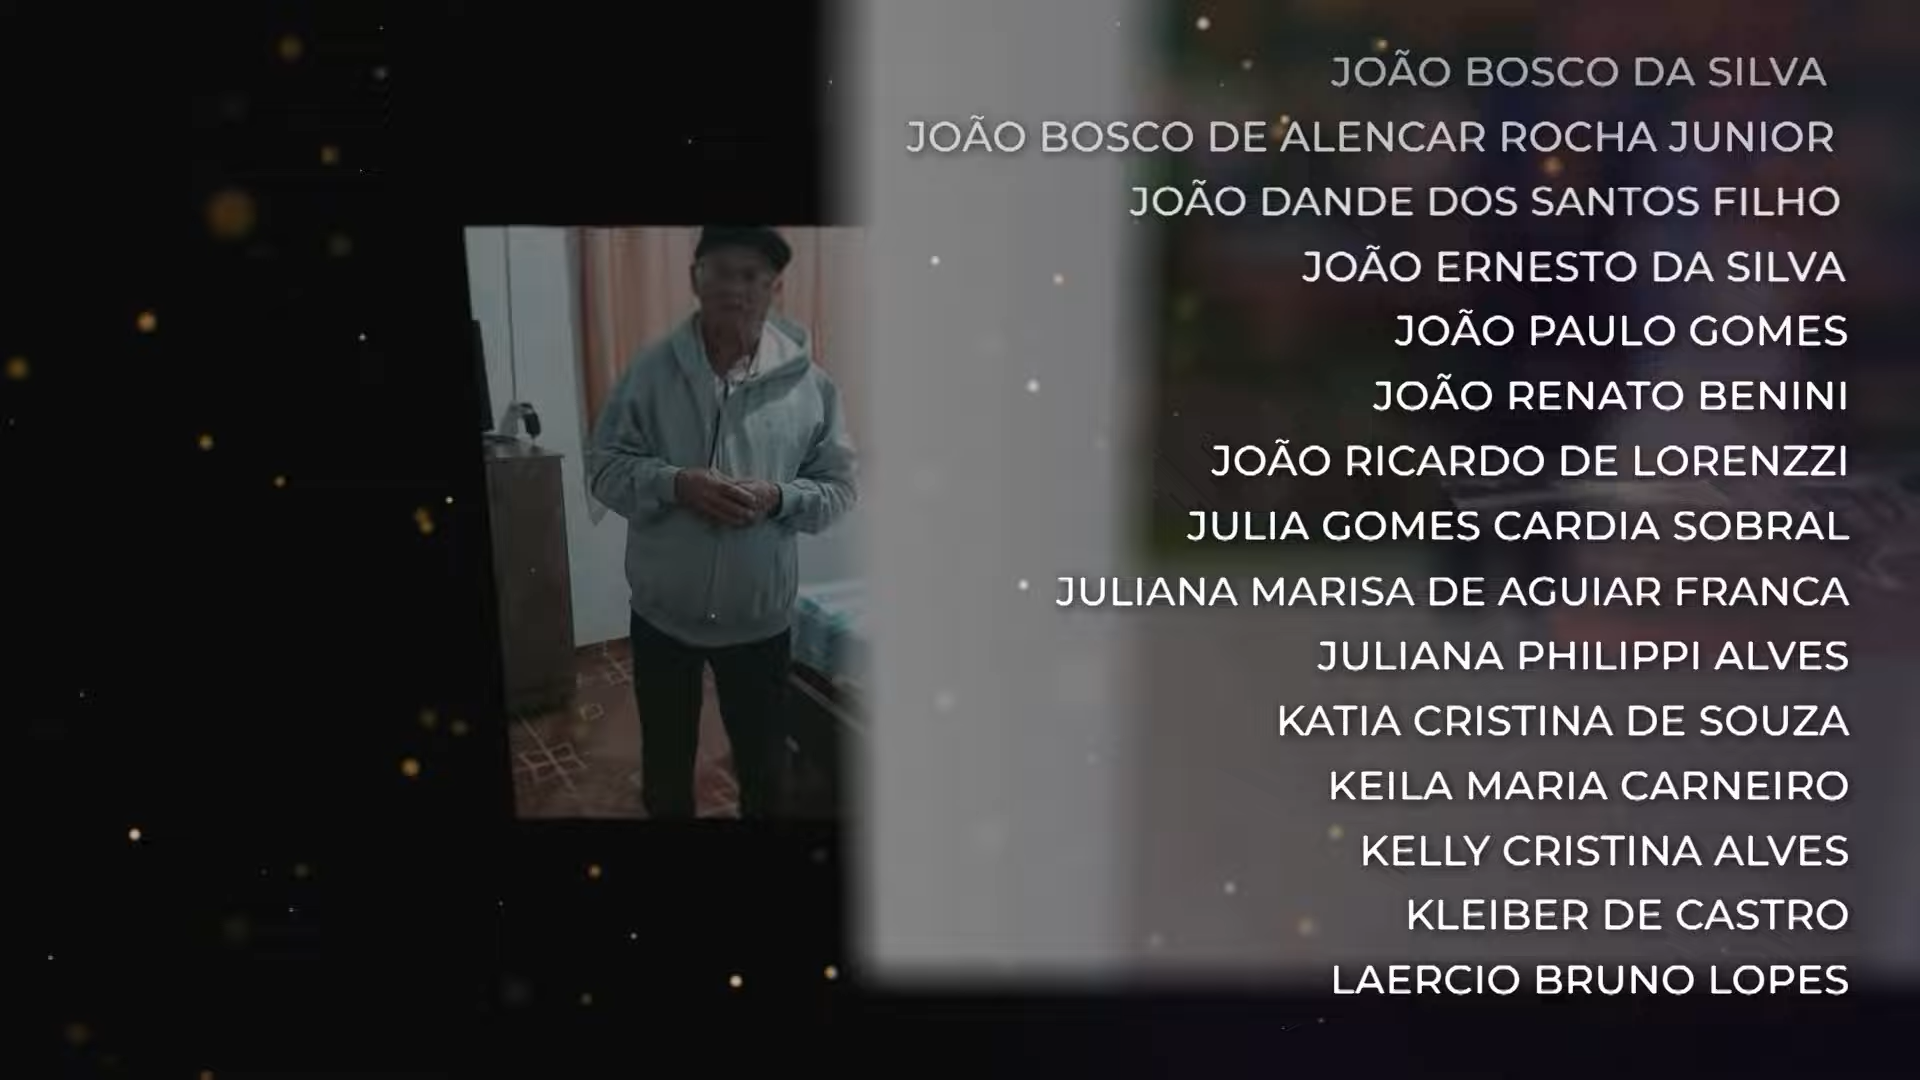 JOÃO BOSCO DA SILVA
JOÃO BOSCO DE ALENCAR ROCHA JUNIOR
JOÃO DANDE DOS SANTOS FILHO
JOÃO ERNESTO DA SILVA
JOÃO PAULO GOMES
JOÃO RENATO BENINI
JOÃO RICARDO DE LORENZZI
JULIA GOMES CARDIA SOBRAL
JULIANA MARISA DE AGUIAR FRANCA
JULIANA PHILIPPI ALVES
KATIA CRISTINA DE SOUZA
KEILA MARIA CARNEIRO
KELLY CRISTINA ALVES
KLEIBER DE CASTRO
LAERCIO BRUNO LOPES